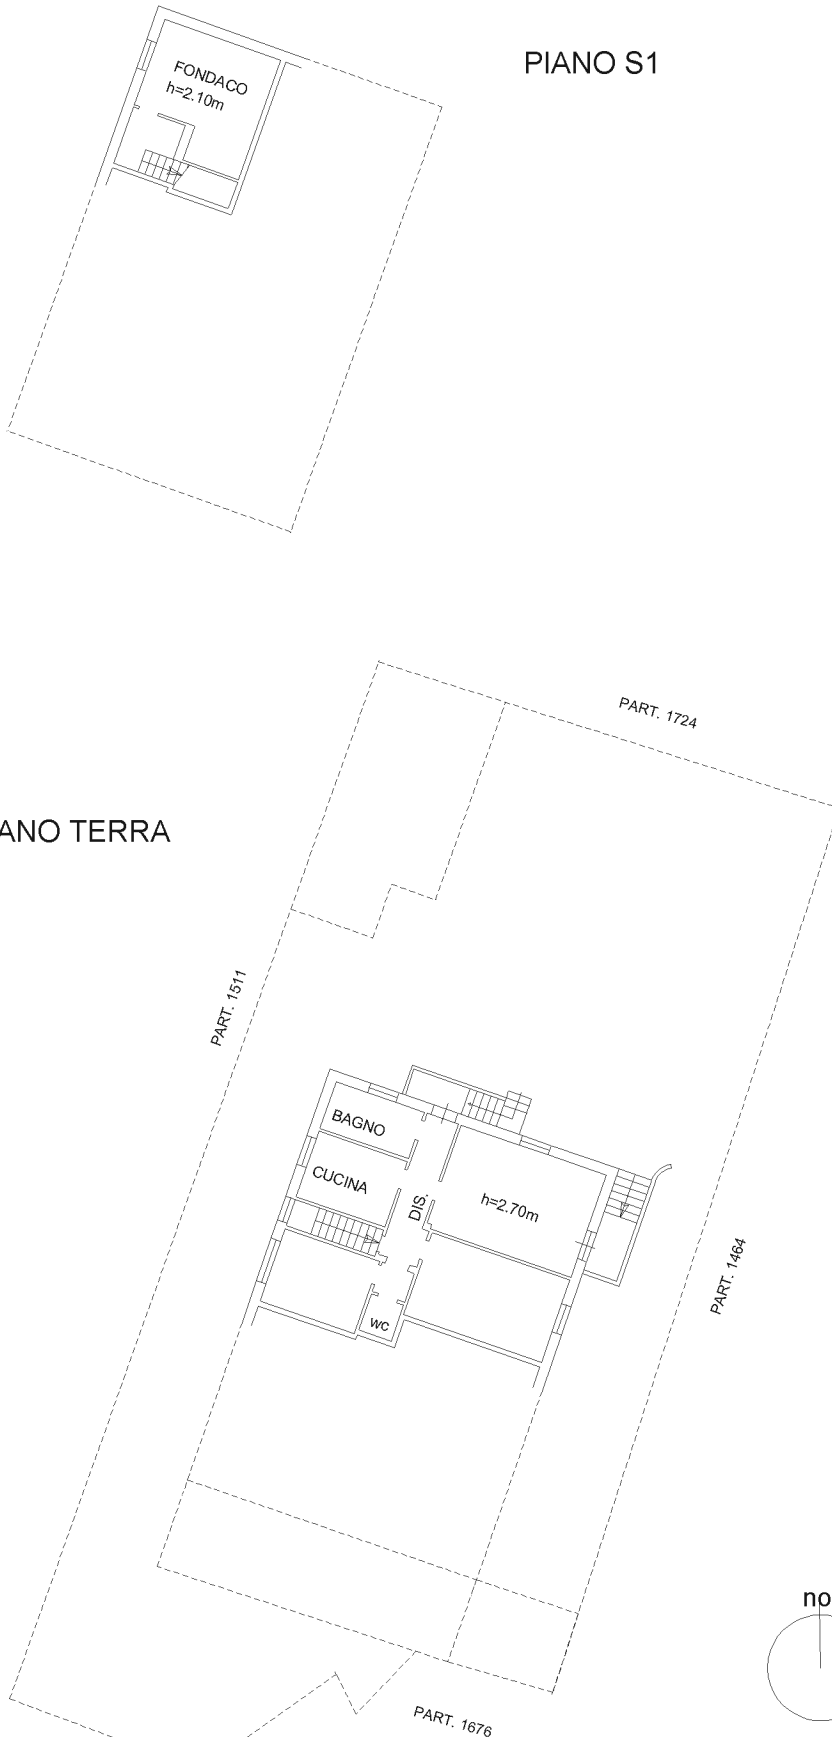 PIANO S1
FONDACO
h=2.10m
PART. 1724
ANO TERRA
PART. 1511
BAGNO
CUCINA
DIS.
h=2.70m
PART. 1464
WC
no
PART. 1676